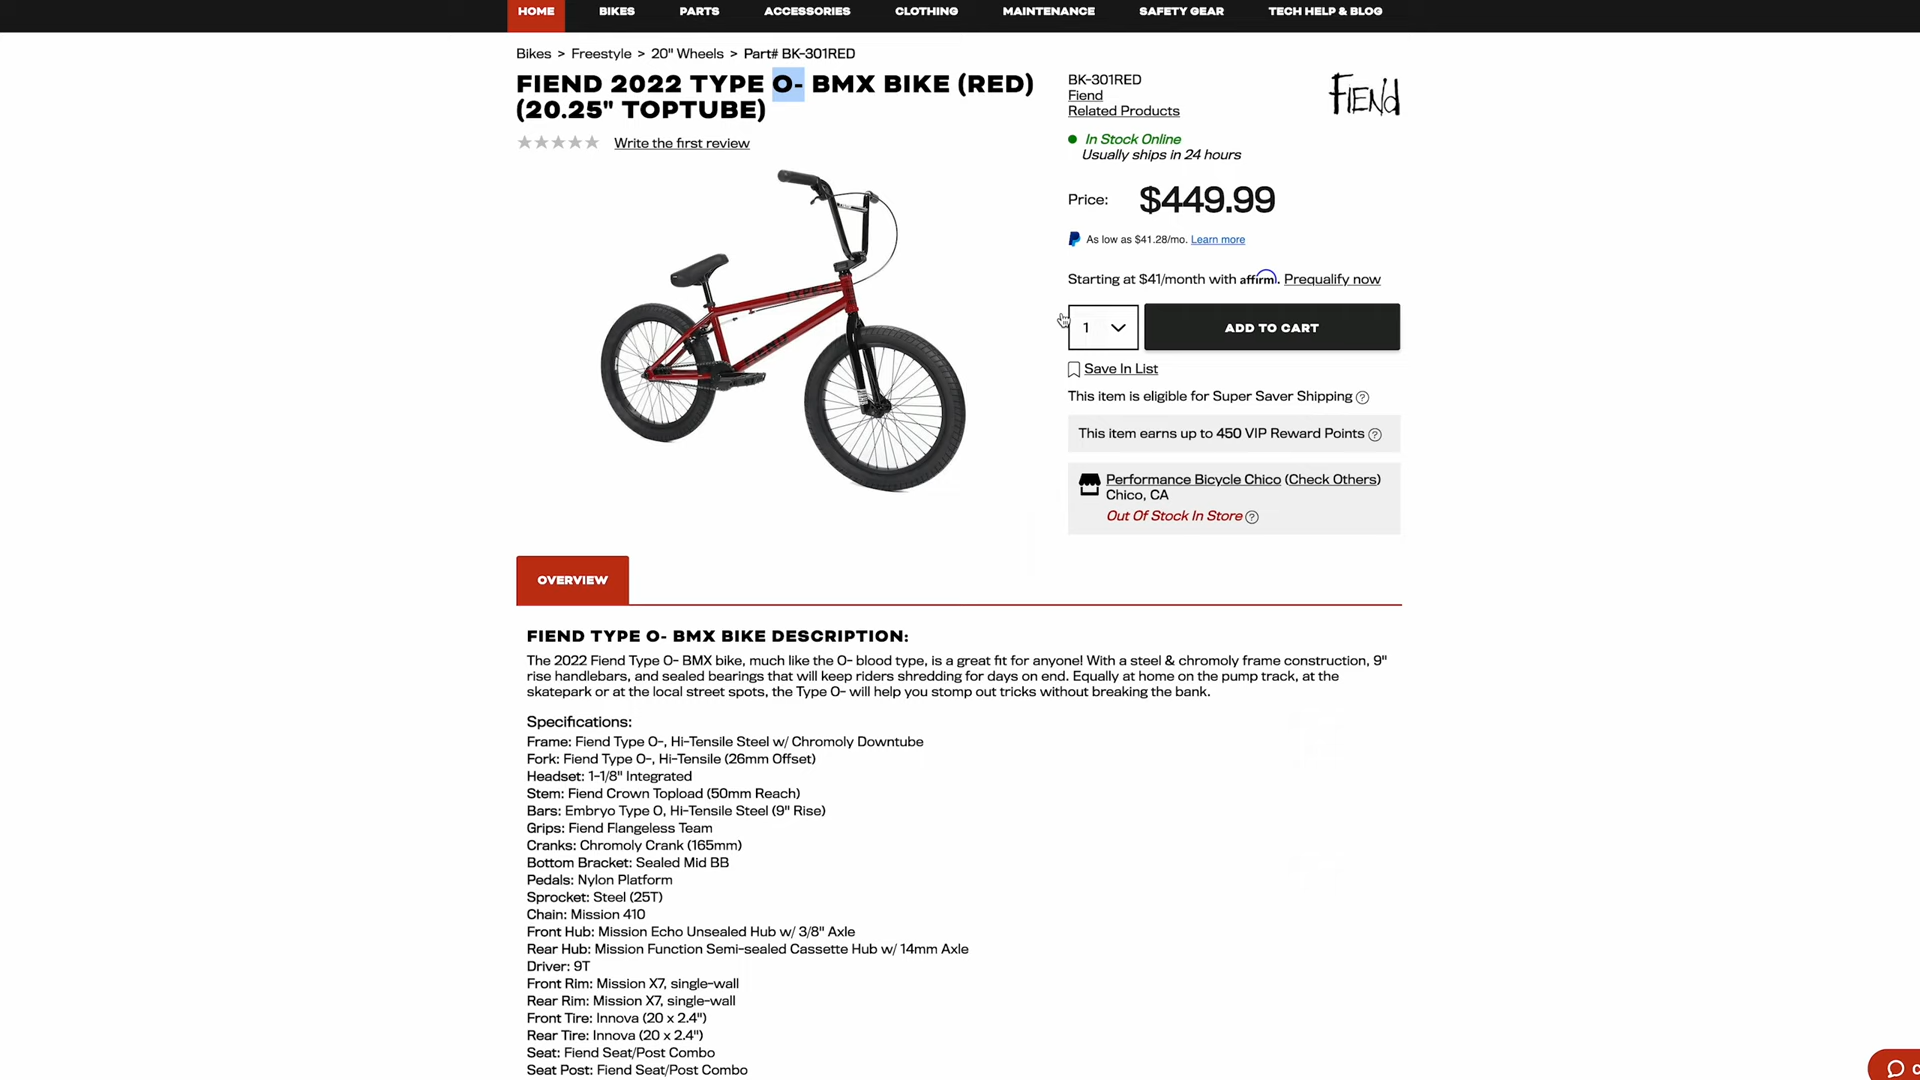 HOME BIKES PARTS ACCESSORIES CLOTHING MAINTENANCE SAFETY GEAR TECH HELP & BLOG
Bikes > Freestyle > 20" Wheels > Part# BK-301RED
FIEND 2022 TYPE O- BMX BIKE (RED)
(20.25" TOPTUBE)
Write the first review
BK-301RED
Fiend
Related Products
FIENd
In Stock Online
Usually ships in 24 hours
Price: $449.99
As low as $41.28/mo. Learn more
Starting at $41/month with affirm. Prequalify now
1 ADD TO CART
Save In List
This item is eligible for Super Saver Shipping ?
This item earns up to 450 VIP Reward Points ?
Performance Bicycle Chico (Check Others)
Chico, CA
Out Of Stock In Store ?
FIEND
OVERVIEW
FIEND TYPE O- BMX BIKE DESCRIPTION:
The 2022 Fiend Type O- BMX bike, much like the O- blood type, is a great fit for anyone! With a steel & chromoly frame construction, 9"
rise handlebars, and sealed bearings that will keep riders shredding for days on end. Equally at home on the pump track, at the
skatepark or at the local street spots, the Type O- will help you stomp out tricks without breaking the bank.
Specifications:
Frame: Fiend Type O-, Hi-Tensile Steel w/ Chromoly Downtube
Fork: Fiend Type O-, Hi-Tensile (26mm Offset)
Headset: 1-1/8" Integrated
Stem: Fiend Crown Topload (50mm Reach)
Bars: Embryo Type O, Hi-Tensile Steel (9" Rise)
Grips: Fiend Flangeless Team
Cranks: Chromoly Crank (165mm)
Bottom Bracket: Sealed Mid BB
Pedals: Nylon Platform
Sprocket: Steel (25T)
Chain: Mission 410
Front Hub: Mission Echo Unsealed Hub w/ 3/8" Axle
Rear Hub: Mission Function Semi-sealed Cassette Hub w/ 14mm Axle
Driver: 9T
Front Rim: Mission X7, single-wall
Rear Rim: Mission X7, single-wall
Front Tire: Innova (20 x 2.4")
Rear Tire: Innova (20 x 2.4")
Seat: Fiend Seat/Post Combo
Seat Post: Fiend Seat/Post Combo